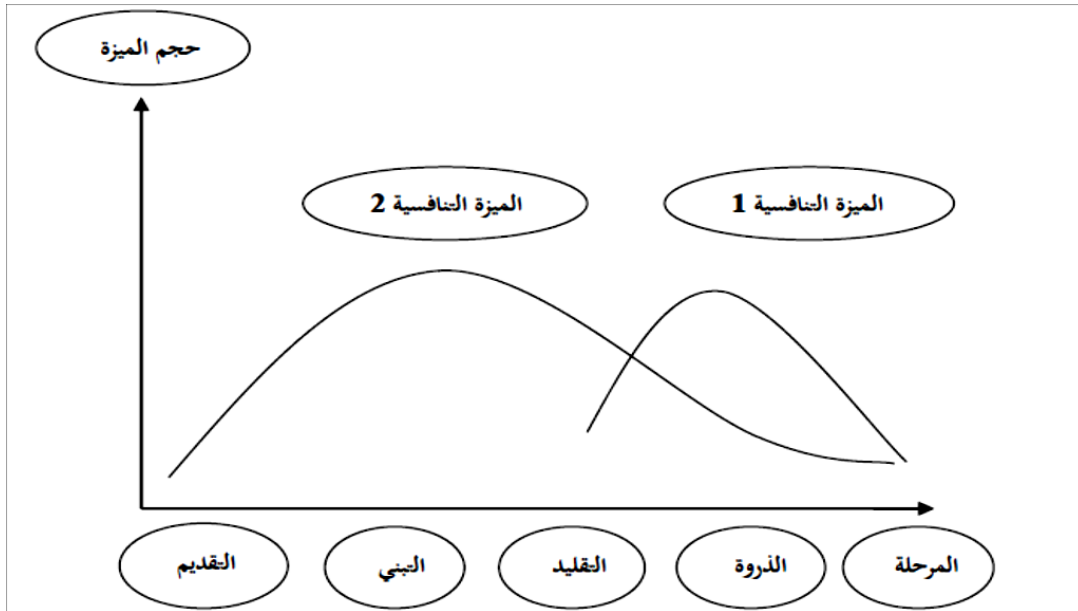 حجم الميزة
الميزة التنافسية 1
الميزة التنافسية 2
المرحلة
الذروة
التقليد
التبني
التقديم